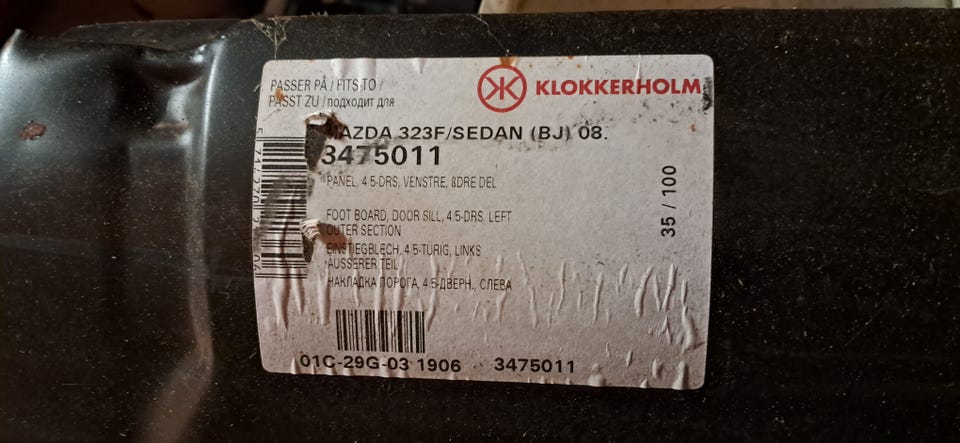 PASSER PÅ / FITS TO /
PASST ZU / подходит для
KLOKKERHOLM
MAZDA 323F/SEDAN (BJ) 08.
3475011
PANEL, 4 5-DRS, VENSTRE, ßDRE DEL
FOOT BOARD, DOOR SILL, 4 5-DRS, LEFT
OUTER SECTION
EINSTIEGBLECH, 4 5-TÜRIG, LINKS
ÄUSSERER TEIL
НАКЛАДКА ПОРОГА, 4 5-ДВЕРН., СЛЕВА
35 / 100
01C-29G-03 1906 3475011